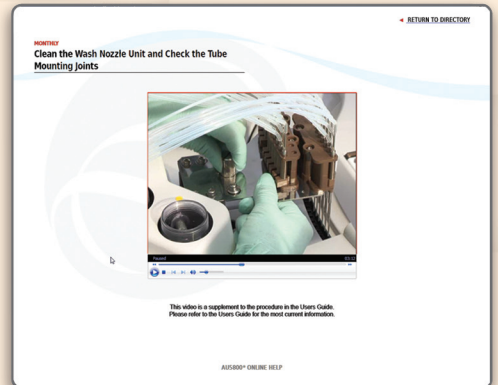 ◄ RETURN TO DIRECTORY
MONTHLY
Clean the Wash Nozzle Unit and Check the Tube
Mounting Joints
Paused
This video is a supplement to the procedure in the Users Guide.
Please refer to the Users Guide for the most current information.
AU5800® ONLINE HELP